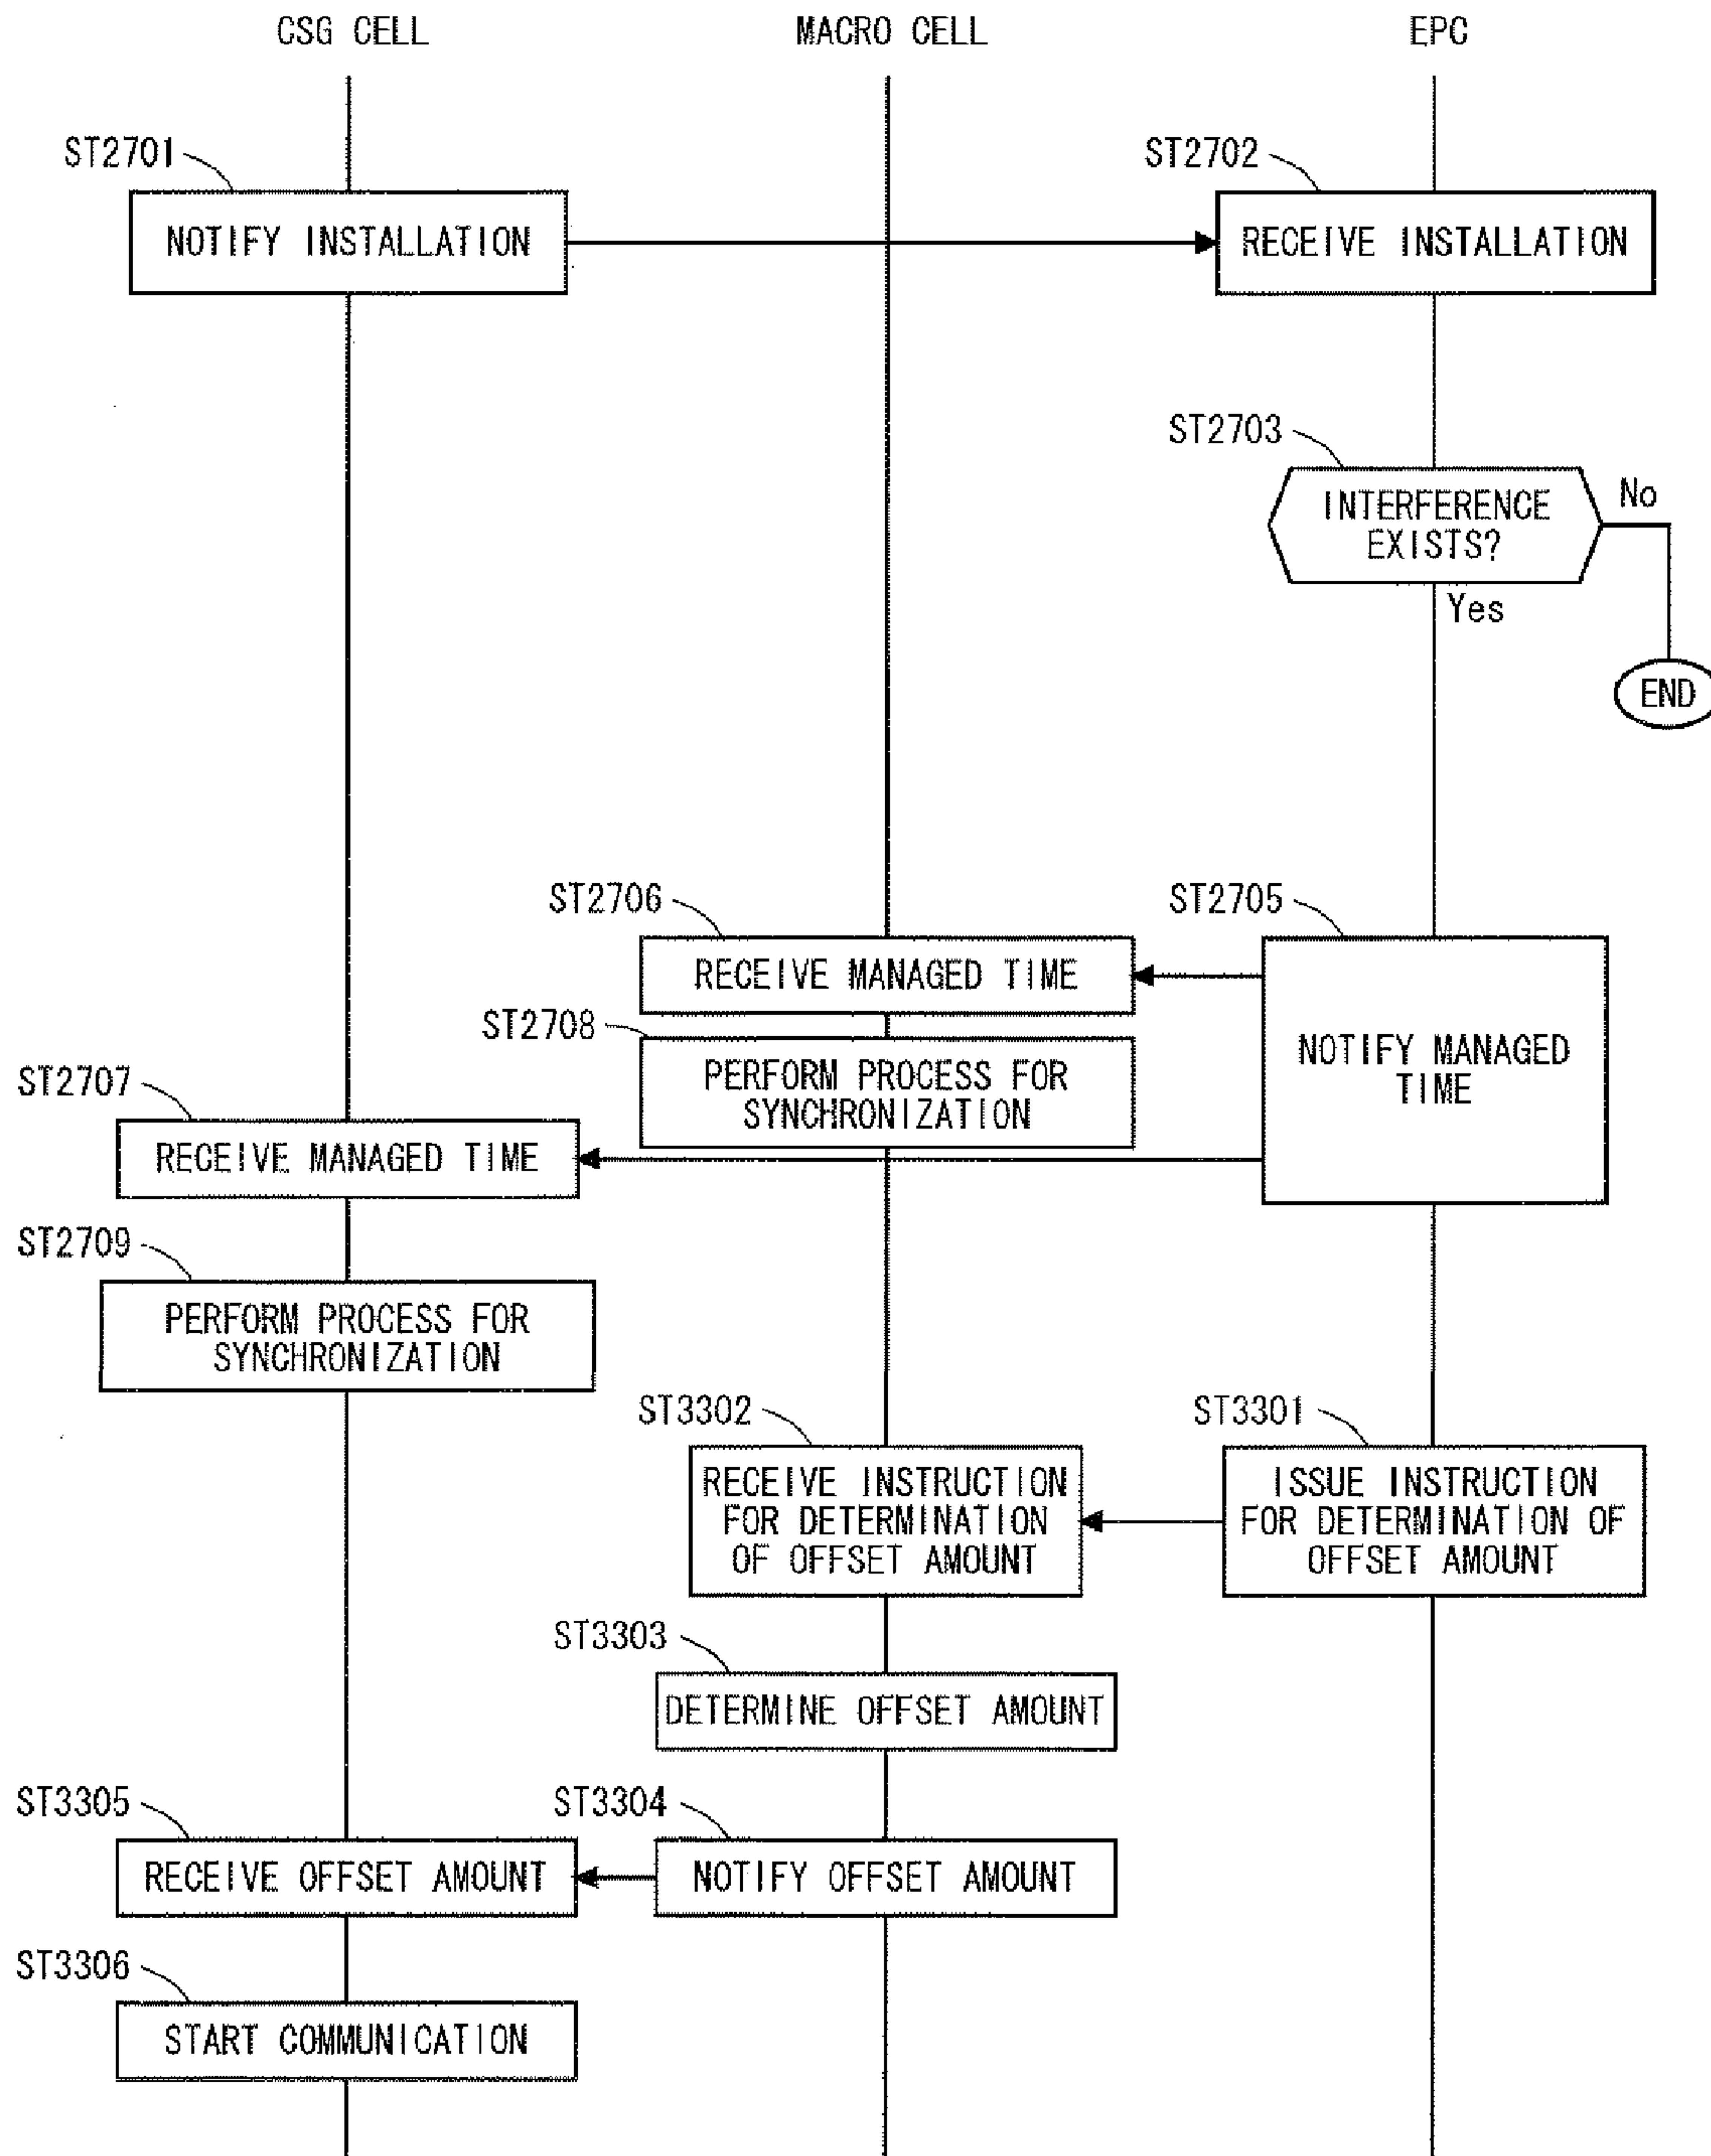 CSG CELL
MACRO CELL
EPC
ST2701
ST2702
NOTIFY INSTALLATION
RECEIVE INSTALLATION
ST2703
INTERFERENCE
EXISTS?
No
Yes
END
ST2706
ST2705
RECEIVE MANAGED TIME
ST2708
NOTIFY MANAGED
TIME
PERFORM PROCESS FOR
SYNCHRONIZATION
ST2707
RECEIVE MANAGED TIME
ST2709
PERFORM PROCESS FOR
SYNCHRONIZATION
ST3302
ST3301
RECEIVE INSTRUCTION
FOR DETERMINATION
OF OFFSET AMOUNT
ISSUE INSTRUCTION
FOR DETERMINATION OF
OFFSET AMOUNT
ST3303
DETERMINE OFFSET AMOUNT
ST3305
ST3304
RECEIVE OFFSET AMOUNT
NOTIFY OFFSET AMOUNT
ST3306
START COMMUNICATION